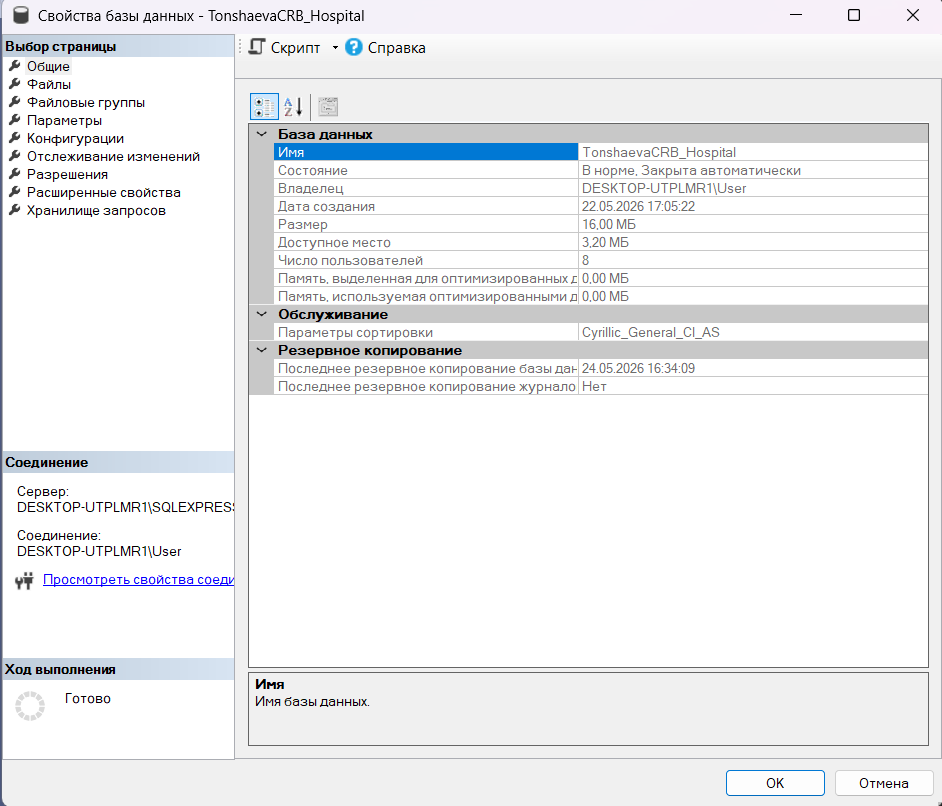 Свойства базы данных - TonshaevaCRB_Hospital
Выбор страницы
Общие
Файлы
Файловые группы
Параметры
Конфигурации
Отслеживание изменений
Разрешения
Расширенные свойства
Хранилище запросов
Скрипт
Справка
База данных
Имя TonshaevaCRB_Hospital
Состояние В норме, Закрыта автоматически
Владелец DESKTOP-UTPLMR1\User
Дата создания 22.05.2026 17:05:22
Размер 16,00 МБ
Доступное место 3,20 МБ
Число пользователей 8
Память, выделенная для оптимизированных д 0,00 МБ
Память, используемая оптимизированными д 0,00 МБ
Обслуживание
Параметры сортировки Cyrillic_General_CI_AS
Резервное копирование
Последнее резервное копирование базы дан 24.05.2026 16:34:09
Последнее резервное копирование журнало Нет
Соединение
Сервер:
DESKTOP-UTPLMR1\SQLEXPRESS
Соединение:
DESKTOP-UTPLMR1\User
Просмотреть свойства соеди
Ход выполнения
Готово
Имя
Имя базы данных.
OK
Отмена